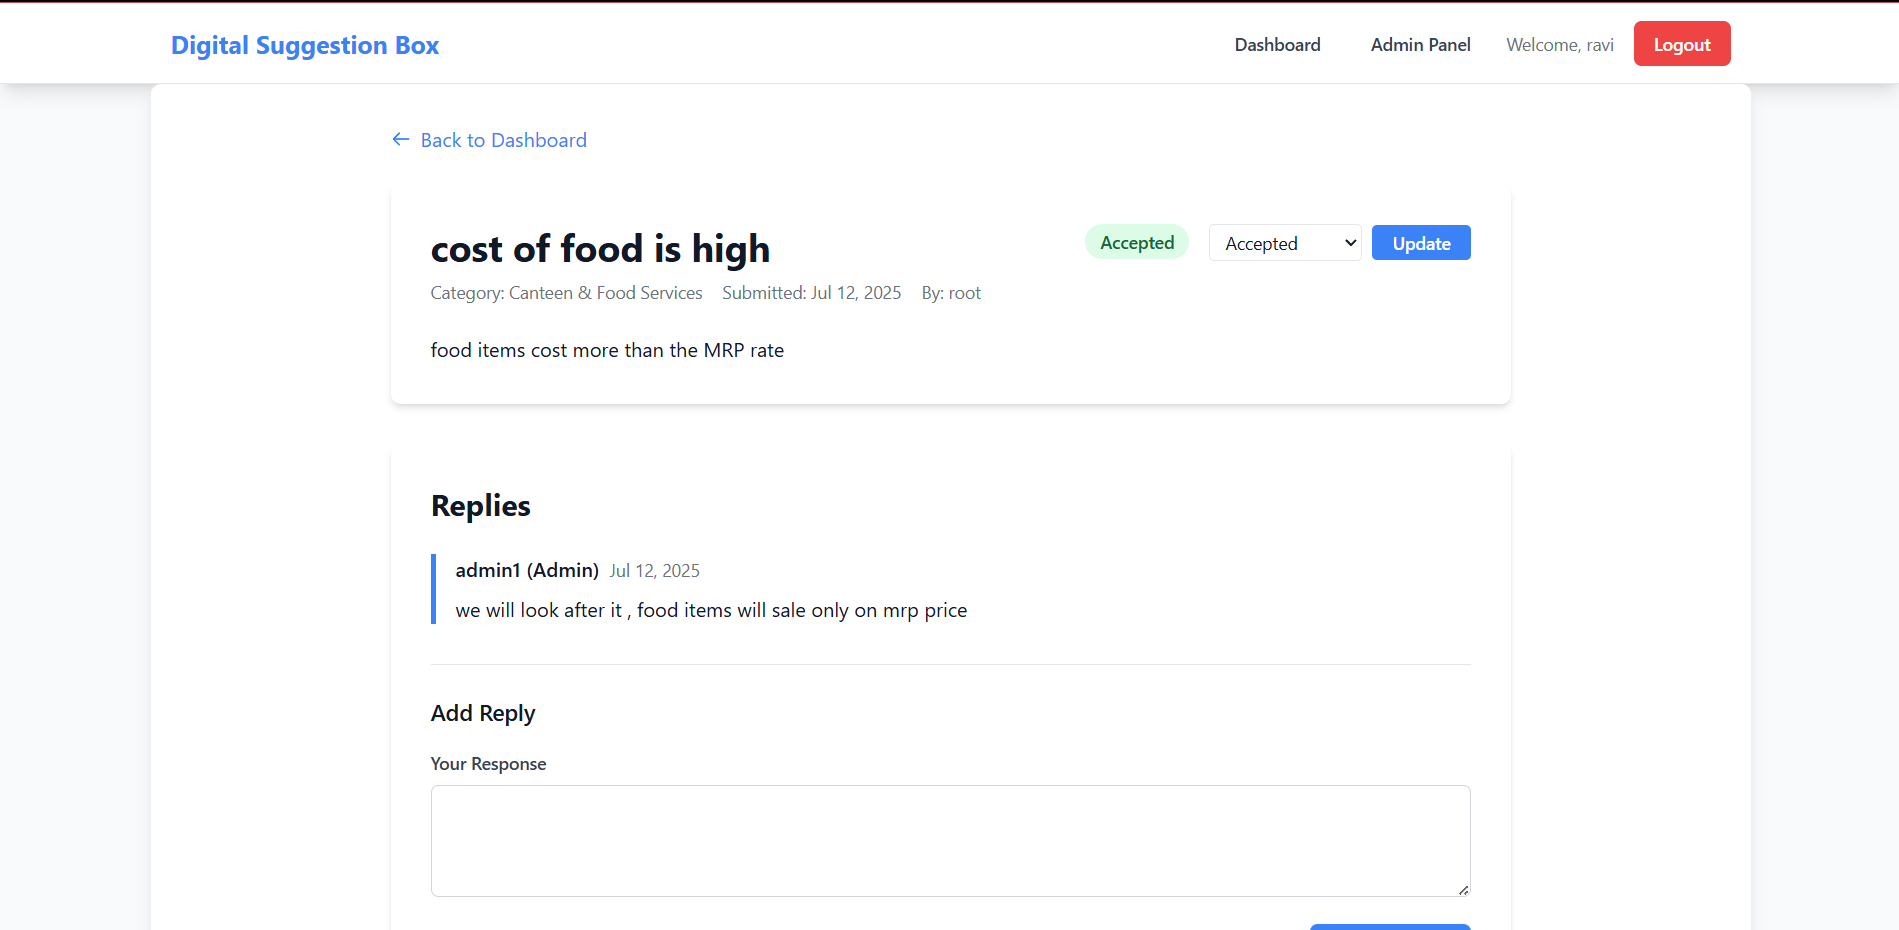 Digital Suggestion Box
Dashboard
Admin Panel
Welcome, ravi
Logout
← Back to Dashboard
cost of food is high
Accepted
Accepted
Update
Category: Canteen & Food Services Submitted: Jul 12, 2025 By: root
food items cost more than the MRP rate
Replies
admin1 (Admin) Jul 12, 2025
we will look after it , food items will sale only on mrp price
Add Reply
Your Response